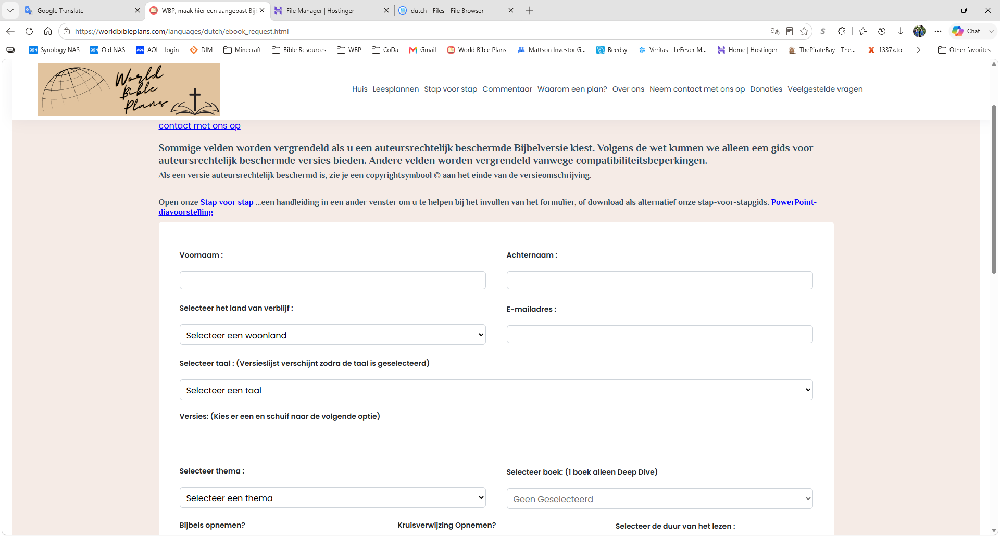 Google Translate
WBP, maak hier een aangepast Bij
File Manager | Hostinger
dutch - Files - File Browser
https://worldbibleplans.com/languages/dutch/ebook_request.html
Chat
Synology NAS
Old NAS
AOL - login
DIM
Minecraft
Bible Resources
WBP
CoDa
Gmail
World Bible Plans
Mattson Investor G...
Reedsy
Veritas - LeFever M...
Home | Hostinger
ThePirateBay - The...
1337x.to
Other favorites
World
Bible
Plans
Huis Leesplannen Stap voor stap Commentaar Waarom een plan? Over ons Neem contact met ons op Donaties Veelgestelde vragen
contact met ons op
Sommige velden worden vergrendeld als u een auteursrechtelijk beschermde Bijbelversie kiest. Volgens de wet kunnen we alleen een gids voor
auteursrechtelijk beschermde versies bieden. Andere velden worden vergrendeld vanwege compatibiliteitsbeperkingen.
Als een versie auteursrechtelijk beschermd is, zie je een copyrightsymbool © aan het einde van de versieomschrijving.
Open onze Stap voor stap ...een handleiding in een ander venster om u te helpen bij het invullen van het formulier, of download als alternatief onze stap-voor-stapgids. PowerPoint-
diavoorstelling
Voornaam :
Achternaam :
Selecteer het land van verblijf :
E-mailadres :
Selecteer een woonland
Selecteer taal : (Versieslijst verschijnt zodra de taal is geselecteerd)
Selecteer een taal
Versies: (Kies er een en schuif naar de volgende optie)
Selecteer thema :
Selecteer boek: (1 boek alleen Deep Dive)
Selecteer een thema
Geen Geselecteerd
Bijbels opnemen?
Kruisverwijzing Opnemen?
Selecteer de duur van het lezen :